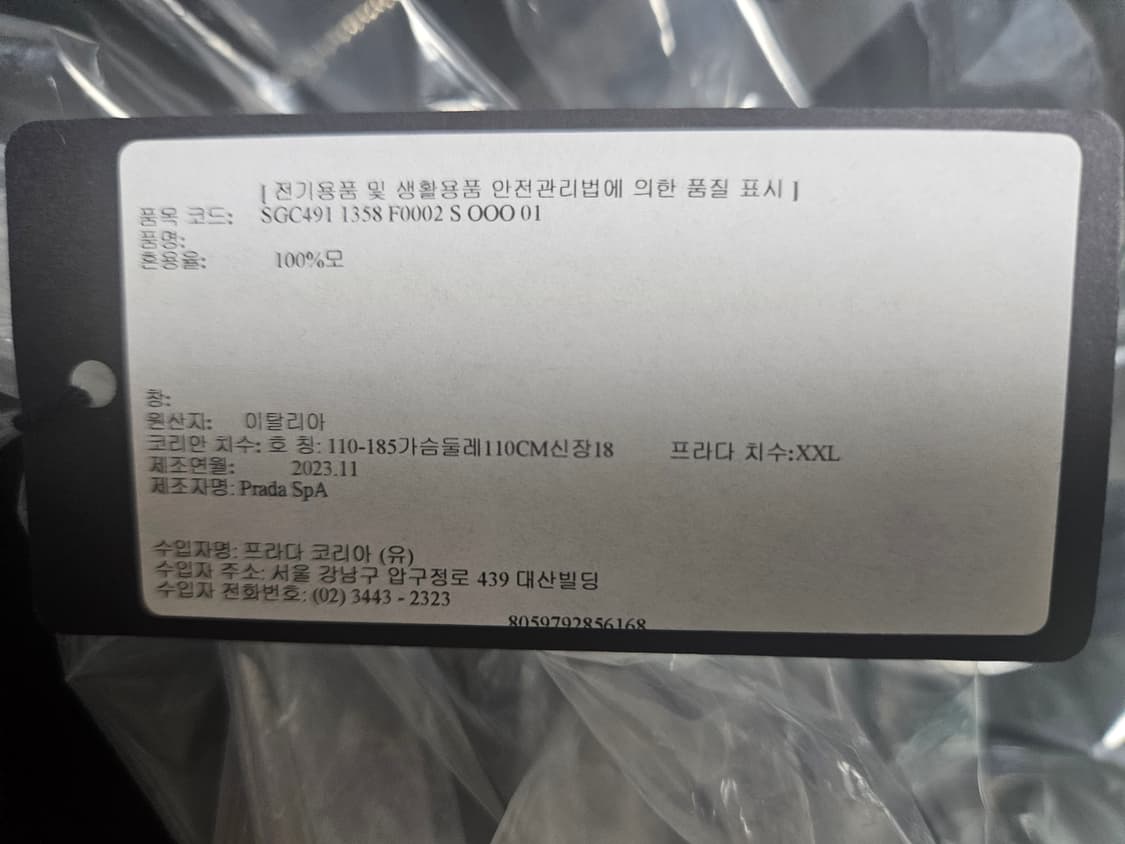 [ 전기용품 및 생활용품 안전관리법에 의한 품질 표시 ]
품목 코드: SGC491 1358 F0002 S OOO 01
품명:
혼용율: 100%모
창:
원산지: 이탈리아
코리안 치수: 호 칭: 110-185가슴둘레110CM신장18 프라다 치수:XXL
제조연월: 2023.11
제조자명: Prada SpA
수입자명: 프라다 코리아 (유)
수입자 주소: 서울 강남구 압구정로 439 대산빌딩
수입자 전화번호: (02) 3443 - 2323
8059792856168